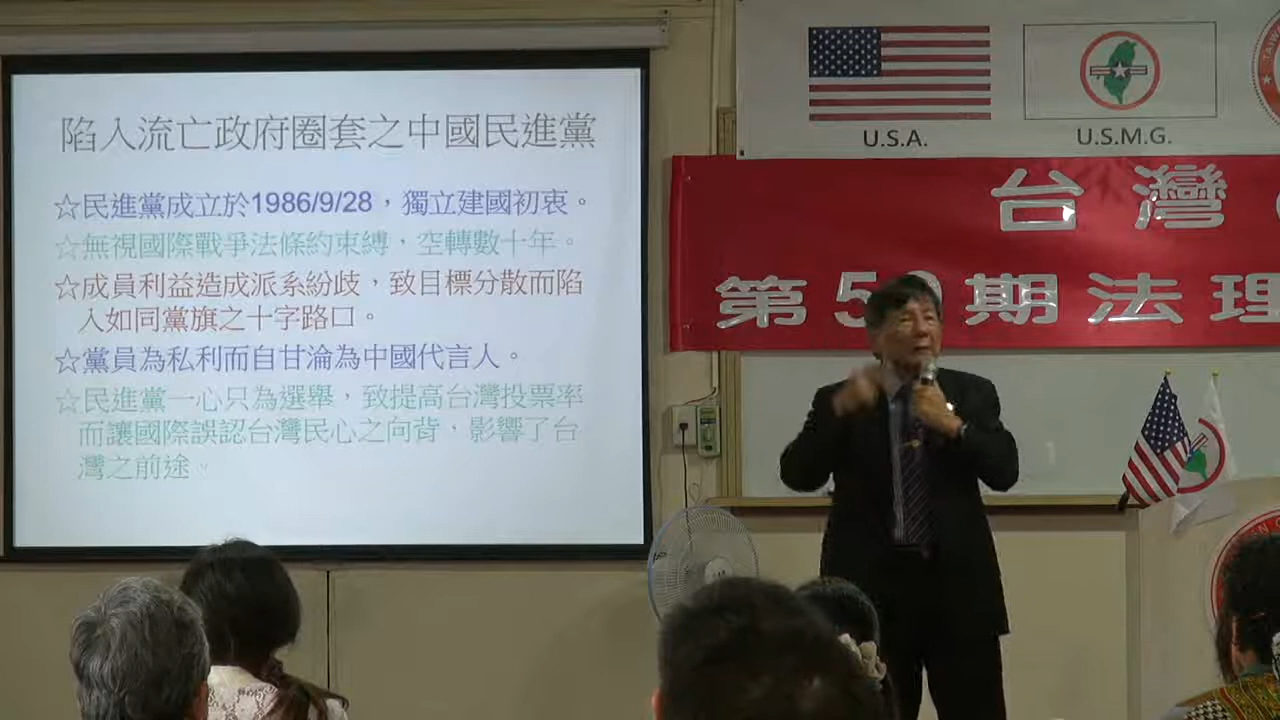 陷入流亡政府圈套之中國民進黨
☆民進黨成立於1986/9/28，獨立建國初衷。
☆無視國際戰爭法條約束縛，空轉數十年。
☆成員利益造成派系紛歧，致目標分散而陷
入如同黨旗之十字路口。
☆黨員為私利而自甘淪為中國代言人。
☆民進黨一心只為選舉，致提高台灣投票率
而讓國際誤認台灣民心之向背，影響了台
灣之前途。
U.S.A.
U.S.M.G.
台灣
第5 期法理